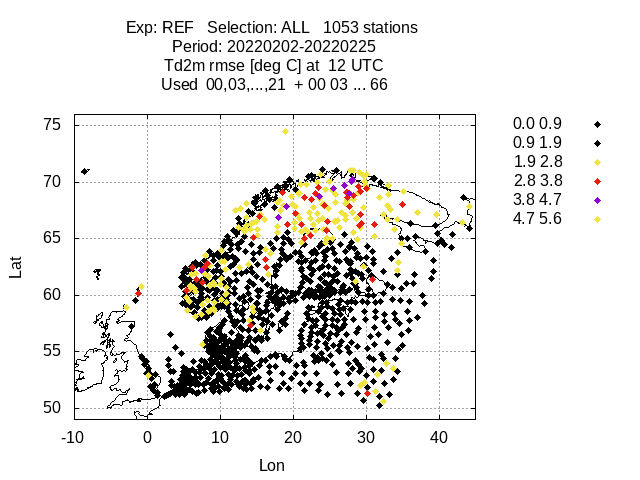 Exp: REF   Selection: ALL   1053 stations
Period: 20220202-20220225
Td2m rmse [deg C] at  12 UTC
Used  00,03,...,21  + 00 03 ... 66
75
70
65
60
55
50
Lat
-10 0 10 20 30 40
Lon
0.0 0.9
0.9 1.9
1.9 2.8
2.8 3.8
3.8 4.7
4.7 5.6